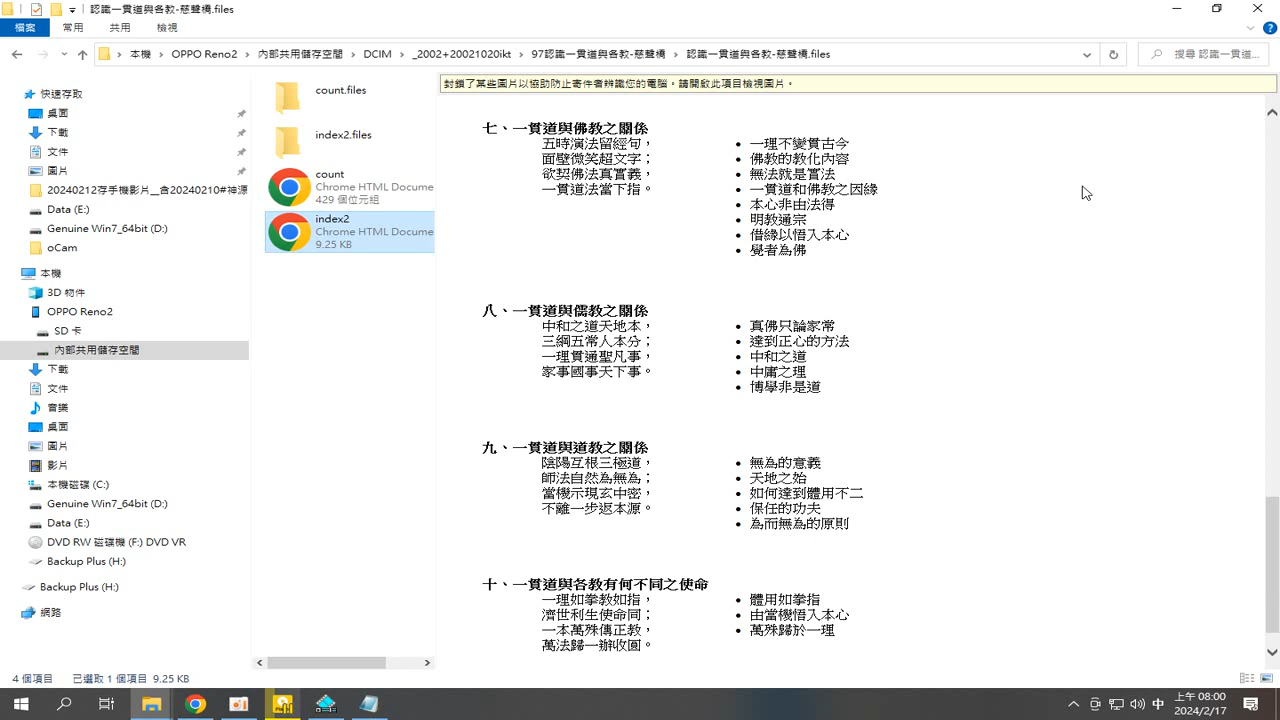 認識一貫道與各教-慈聲橋.files
檔案 常用 共用 檢視
本機 OPPO Reno2 內部共用儲存空間 DCIM _2002+20021020ikt 97認識一貫道與各教-慈聲橋 認識一貫道與各教-慈聲橋.files
搜尋 認識一貫道...
快速存取
桌面
下載
文件
圖片
20240212存手機影片__含20240210#神源
Data (E:)
Genuine Win7_64bit (D:)
oCam
本機
3D 物件
OPPO Reno2
SD 卡
內部共用儲存空間
下載
文件
音樂
桌面
圖片
影片
本機磁碟 (C:)
Genuine Win7_64bit (D:)
Data (E:)
DVD RW 磁碟機 (F:) DVD VR
Backup Plus (H:)
Backup Plus (H:)
網路
count.files
index2.files
count
Chrome HTML Docume
429 個位元組
index2
Chrome HTML Docume
9.25 KB
封鎖了某些圖片以協助防止寄件者辨識您的電腦。請開啟此項目檢視圖片。
七、一貫道與佛教之關係
五時演法留經句，
面壁微笑超文字；
欲契佛法真實義，
一貫道法當下指。
• 一理不變貫古今
• 佛教的教化內容
• 無法就是實法
• 一貫道和佛教之因緣
• 本心非由法得
• 明教通宗
• 借緣以悟入本心
• 覺者為佛
八、一貫道與儒教之關係
中和之道天地本，
三綱五常人本分；
一理貫通聖凡事，
家事國事天下事。
• 真佛只論家常
• 達到正心的方法
• 中和之道
• 中庸之理
• 博學非是道
九、一貫道與道教之關係
陰陽互根三極道，
師法自然為無為；
當機示現玄中密，
不離一步返本源。
• 無為的意義
• 天地之始
• 如何達到體用不二
• 保任的功夫
• 為而無為的原則
十、一貫道與各教有何不同之使命
一理如拳教如指，
濟世利生使命同；
一本萬殊傳正教，
萬法歸一辦收圓。
• 體用如拳指
• 由當機悟入本心
• 萬殊歸於一理
4 個項目 已選取 1 個項目 9.25 KB
中
上午 08:00
2024/2/17